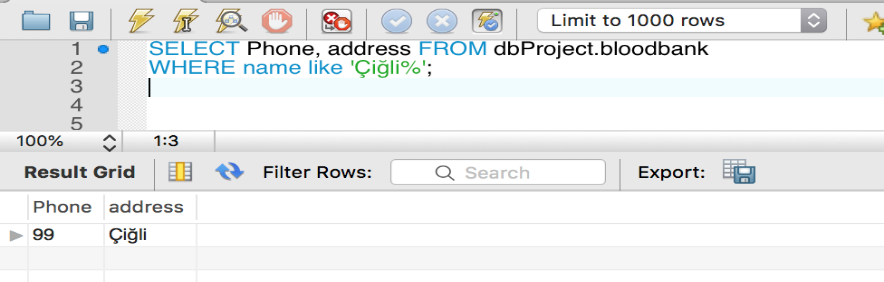 Limit to 1000 rows
1 SELECT Phone, address FROM dbProject.bloodbank
2 WHERE name like 'Çiğli%';
3
4
5
100% 1:3
Result Grid Filter Rows: Search Export:
Phone address
99 Çiğli